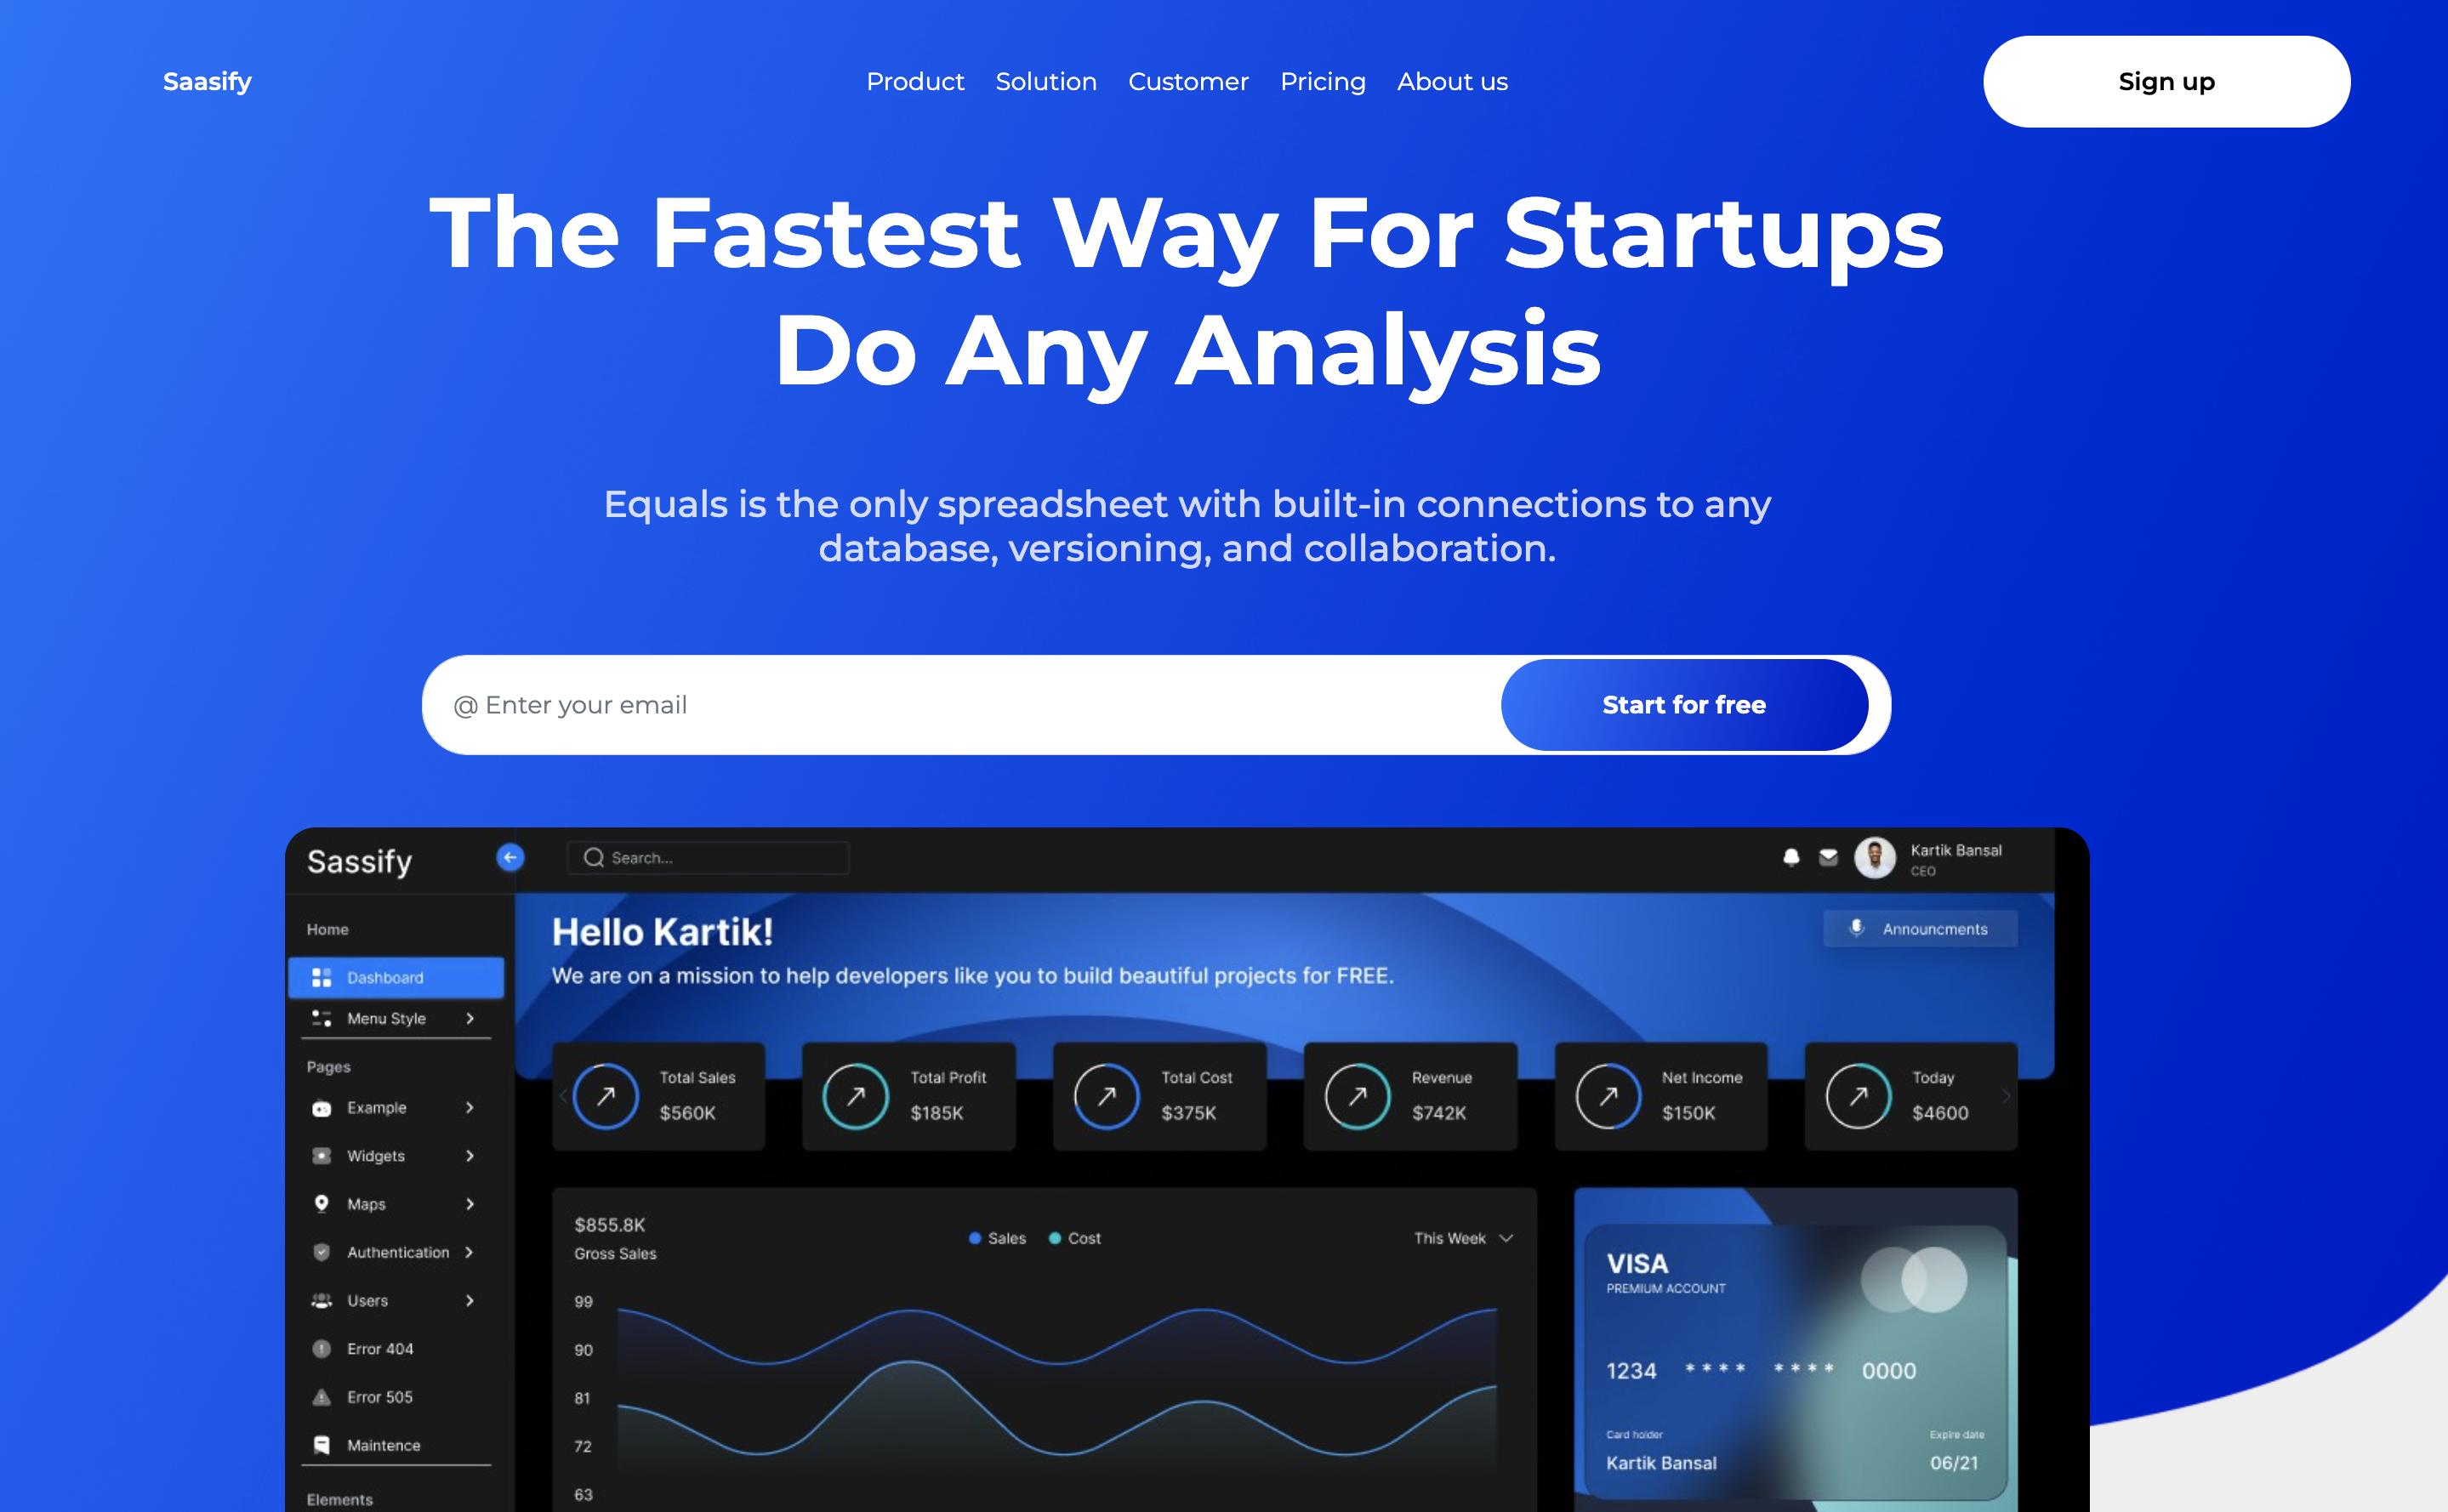 Saasify
Product Solution Customer Pricing About us
Sign up
The Fastest Way For Startups
Do Any Analysis
Equals is the only spreadsheet with built-in connections to any
database, versioning, and collaboration.
@ Enter your email
Start for free
Sassify
Search...
Kartik Bansal
CEO
Home
Dashboard
Menu Style
Pages
Example
Widgets
Maps
Authentication
Users
Error 404
Error 505
Maintence
Elements
Hello Kartik!
We are on a mission to help developers like you to build beautiful projects for FREE.
Announcments
Total Sales
$560K
Total Profit
$185K
Total Cost
$375K
Revenue
$742K
Net Income
$150K
Today
$4600
$855.8K
Gross Sales
Sales Cost
This Week
99
90
81
72
63
VISA
PREMIUM ACCOUNT
1234 **** **** 0000
Card holder
Kartik Bansal
Expire date
06/21